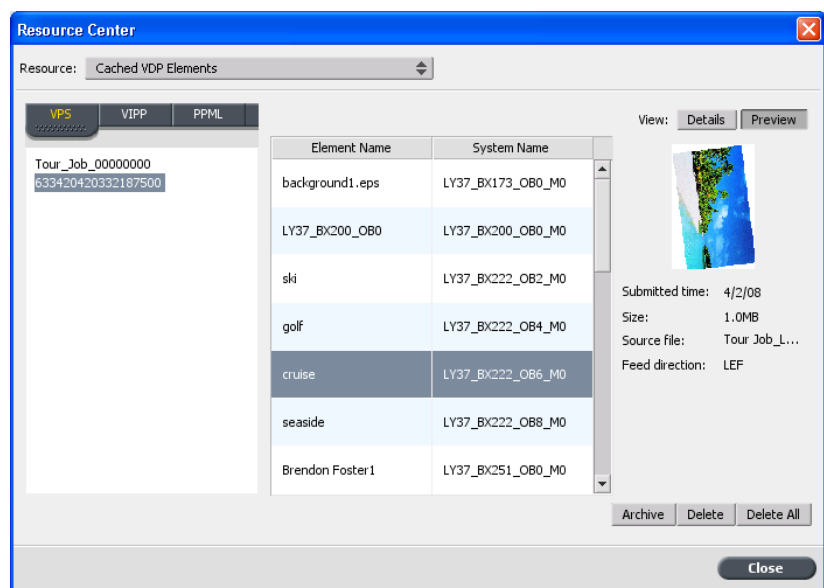 Resource Center
Resource: Cached VDP Elements
VPS VIPP PPML
View: Details Preview
Tour_Job_00000000
633420420332187500
Element Name System Name
background1.eps LY37_BX173_OB0_M0
LY37_BX200_OB0 LY37_BX200_OB0_M0
ski LY37_BX222_OB2_M0
golf LY37_BX222_OB4_M0
cruise LY37_BX222_OB6_M0
seaside LY37_BX222_OB8_M0
Brendon Foster1 LY37_BX251_OB0_M0
Submitted time: 4/2/08
Size: 1.0MB
Source file: Tour Job_L...
Feed direction: LEF
Archive Delete Delete All
Close